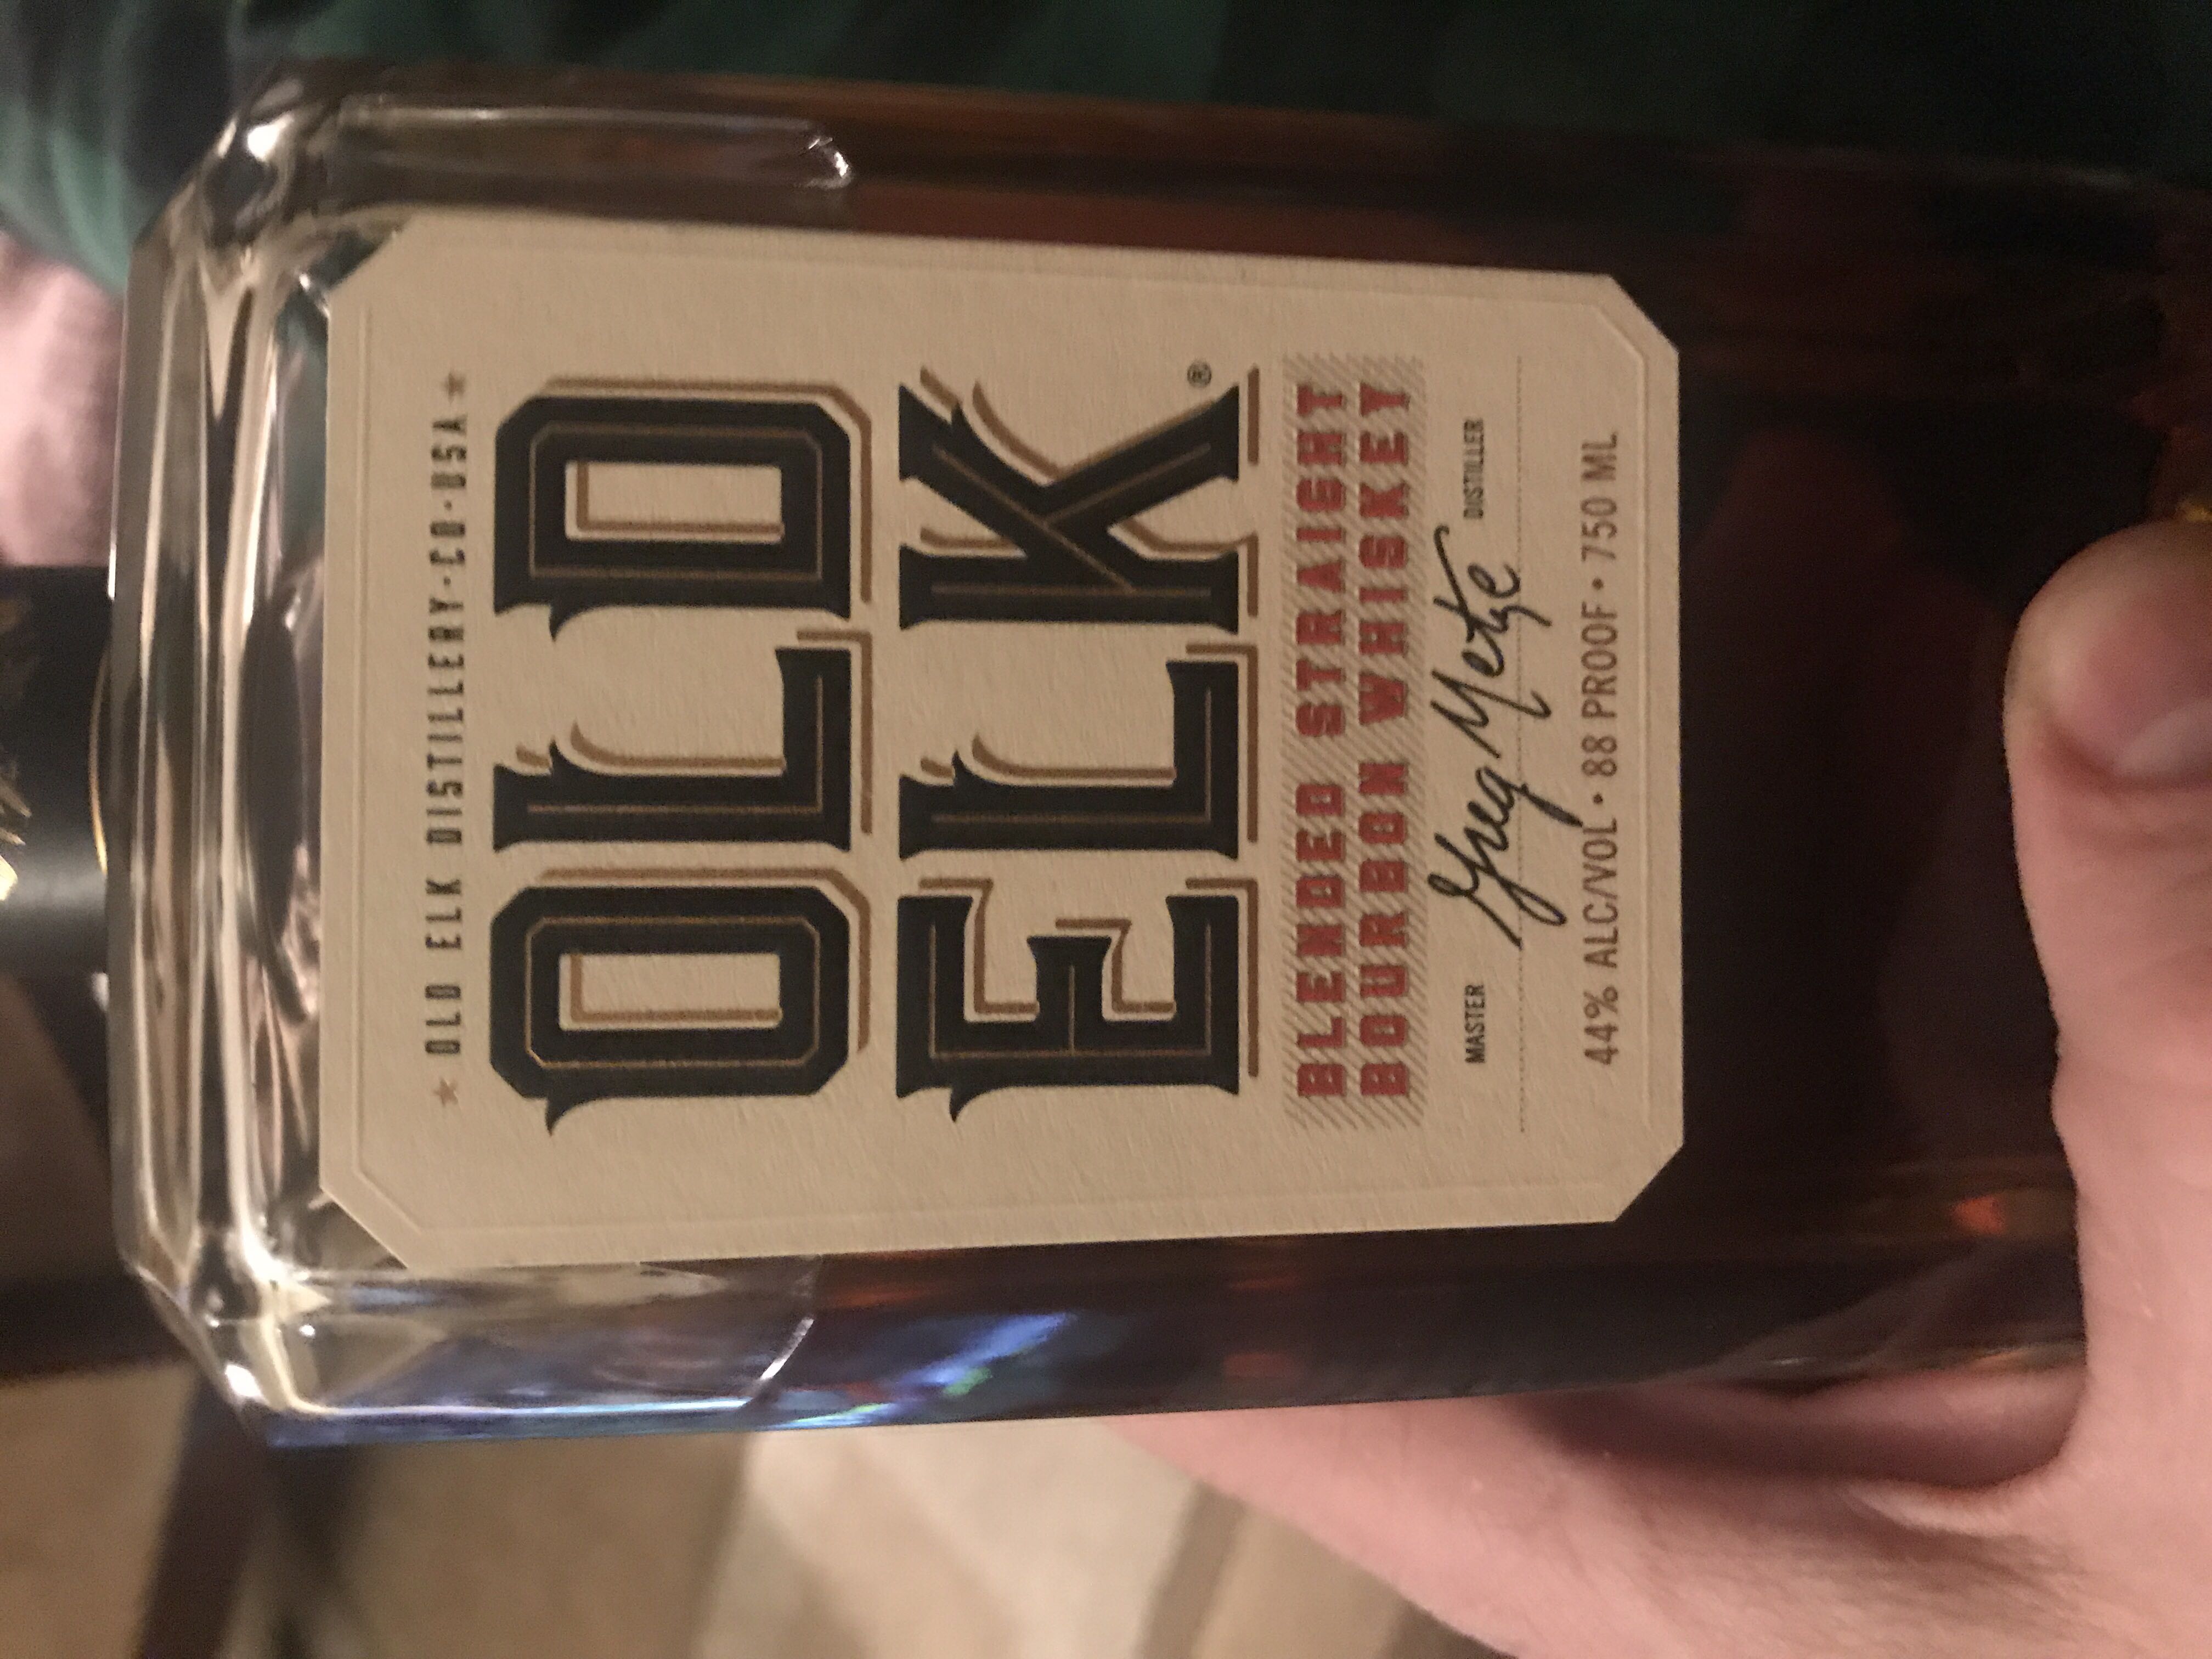 ★ OLD ELK DISTILLERY·CO·USA ★
OLD
ELK®
BLENDED STRAIGHT
BOURBON WHISKEY
MASTER Greg Metze DISTILLER
44% ALC/VOL • 88 PROOF • 750 ML